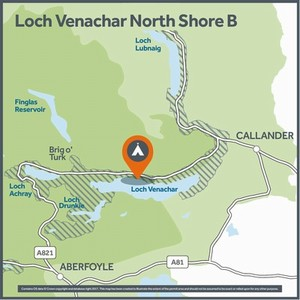 Loch Venachar North Shore B
Loch
Lubnaig
Finglas
Reservoir
CALLANDER
Brig o'
Turk
Loch
Achray
Loch Venachar
Loch
Drunkie
A821
A81
ABERFOYLE